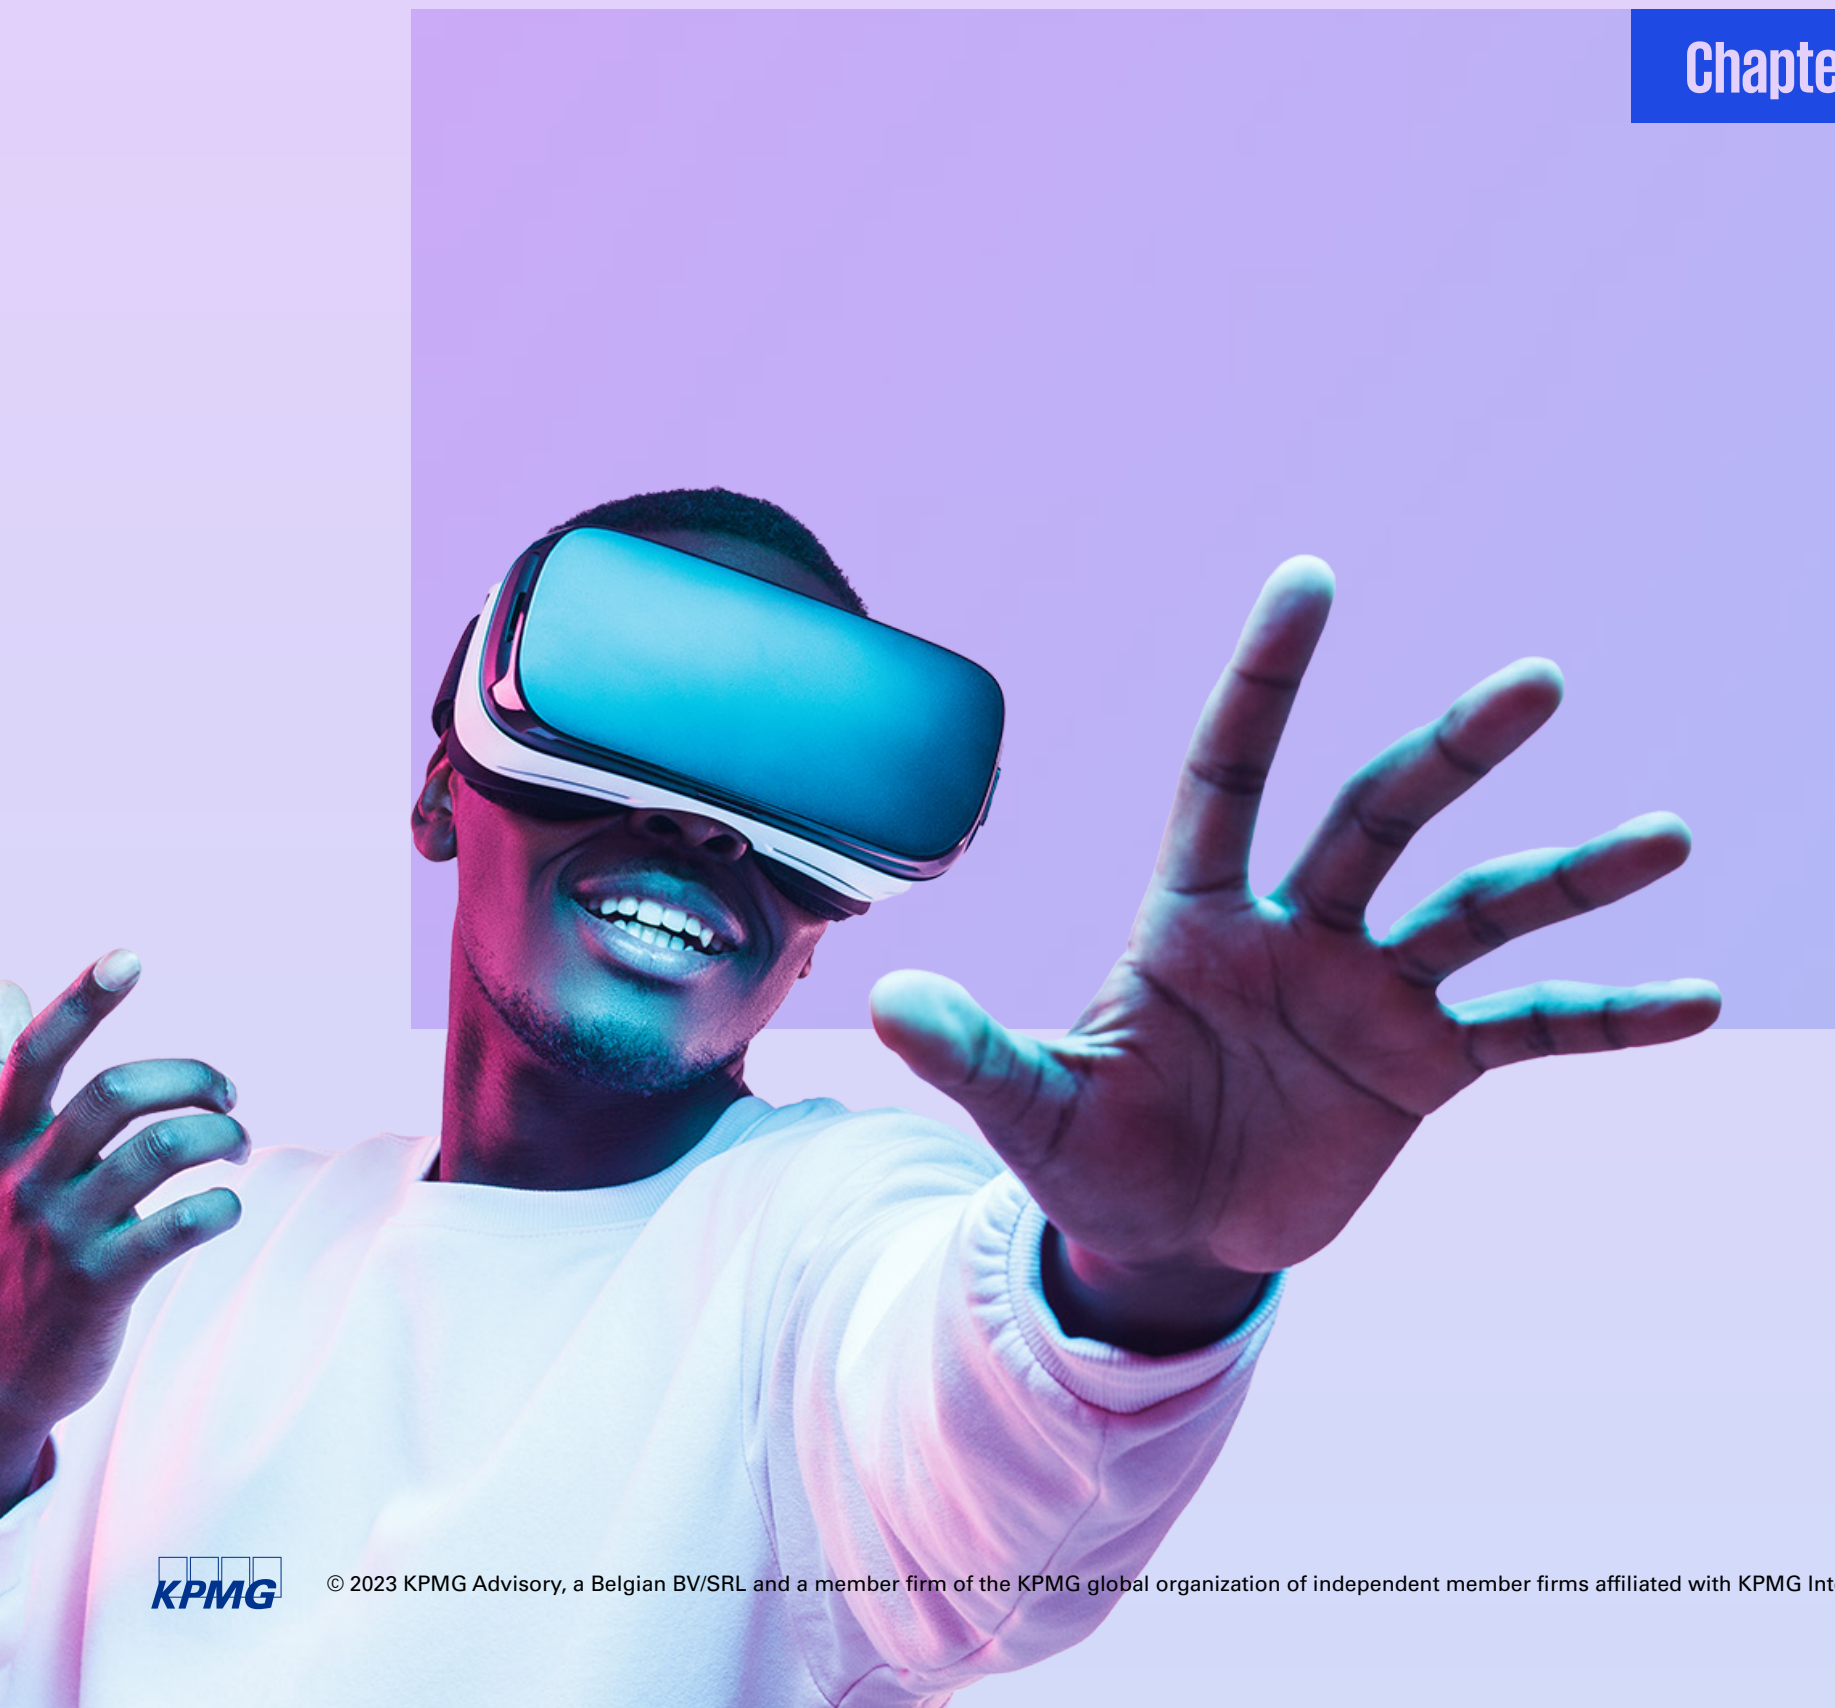 Chapte
KPMG
© 2023 KPMG Advisory, a Belgian BV/SRL and a member firm of the KPMG global organization of independent member firms affiliated with KPMG Int